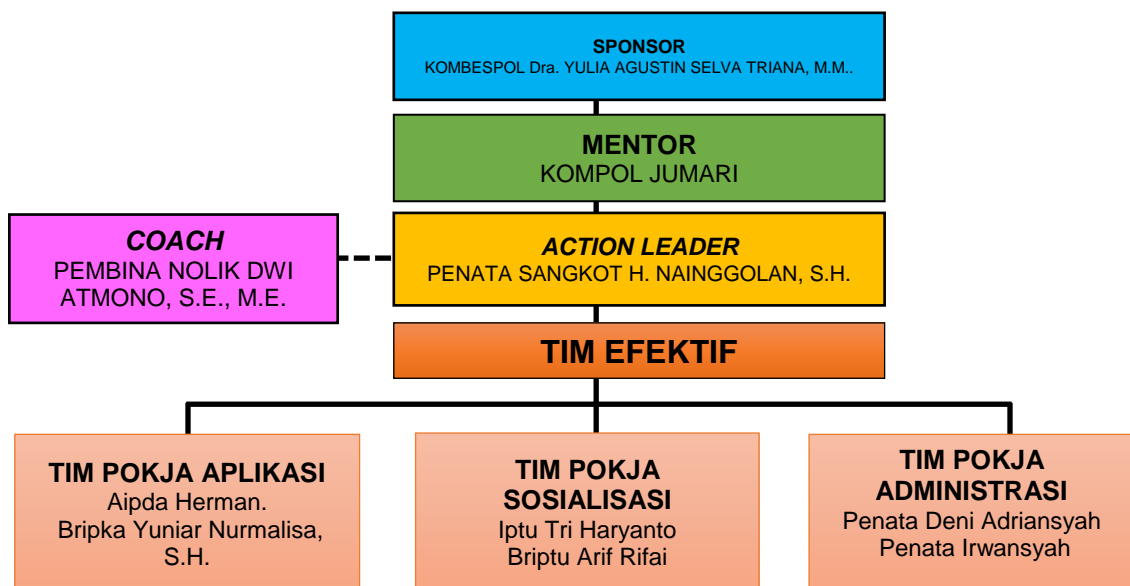 SPONSOR
KOMBESPOL Dra. YULIA AGUSTIN SELVA TRIANA, M.M..
MENTOR
KOMPOL JUMARI
COACH
PEMBINA NOLIK DWI
ATMONO, S.E., M.E.
ACTION LEADER
PENATA SANGKOT H. NAINGGOLAN, S.H.
TIM EFEKTIF
TIM POKJA APLIKASI
Aipda Herman.
Bripka Yuniar Nurmalisa,
S.H.
TIM POKJA
SOSIALISASI
Iptu Tri Haryanto
Briptu Arif Rifai
TIM POKJA
ADMINISTRASI
Penata Deni Adriansyah
Penata Irwansyah